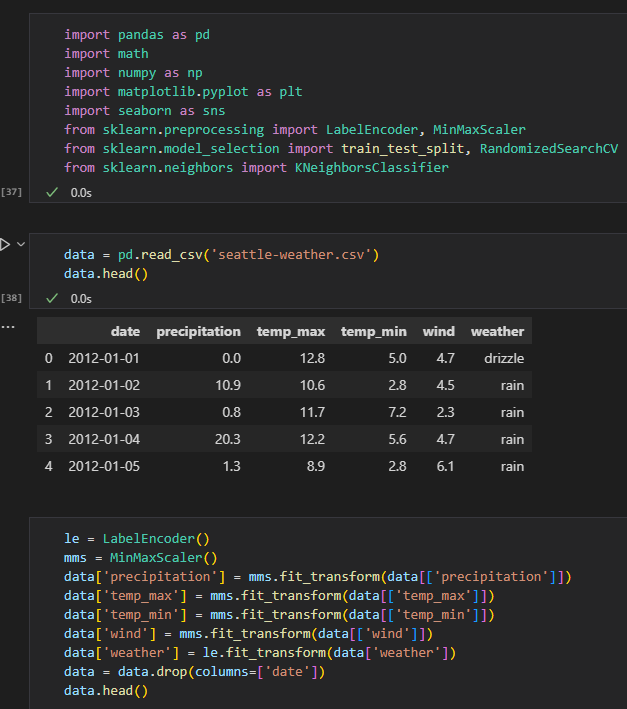 import pandas as pd
import math
import numpy as np
import matplotlib.pyplot as plt
import seaborn as sns
from sklearn.preprocessing import LabelEncoder, MinMaxScaler
from sklearn.model_selection import train_test_split, RandomizedSearchCV
from sklearn.neighbors import KNeighborsClassifier
[37] ✓ 0.0s
data = pd.read_csv('seattle-weather.csv')
data.head()
[38] ✓ 0.0s
...
date precipitation temp_max temp_min wind weather
0 2012-01-01 0.0 12.8 5.0 4.7 drizzle
1 2012-01-02 10.9 10.6 2.8 4.5 rain
2 2012-01-03 0.8 11.7 7.2 2.3 rain
3 2012-01-04 20.3 12.2 5.6 4.7 rain
4 2012-01-05 1.3 8.9 2.8 6.1 rain
le = LabelEncoder()
mms = MinMaxScaler()
data['precipitation'] = mms.fit_transform(data[['precipitation']])
data['temp_max'] = mms.fit_transform(data[['temp_max']])
data['temp_min'] = mms.fit_transform(data[['temp_min']])
data['wind'] = mms.fit_transform(data[['wind']])
data['weather'] = le.fit_transform(data['weather'])
data = data.drop(columns=['date'])
data.head()